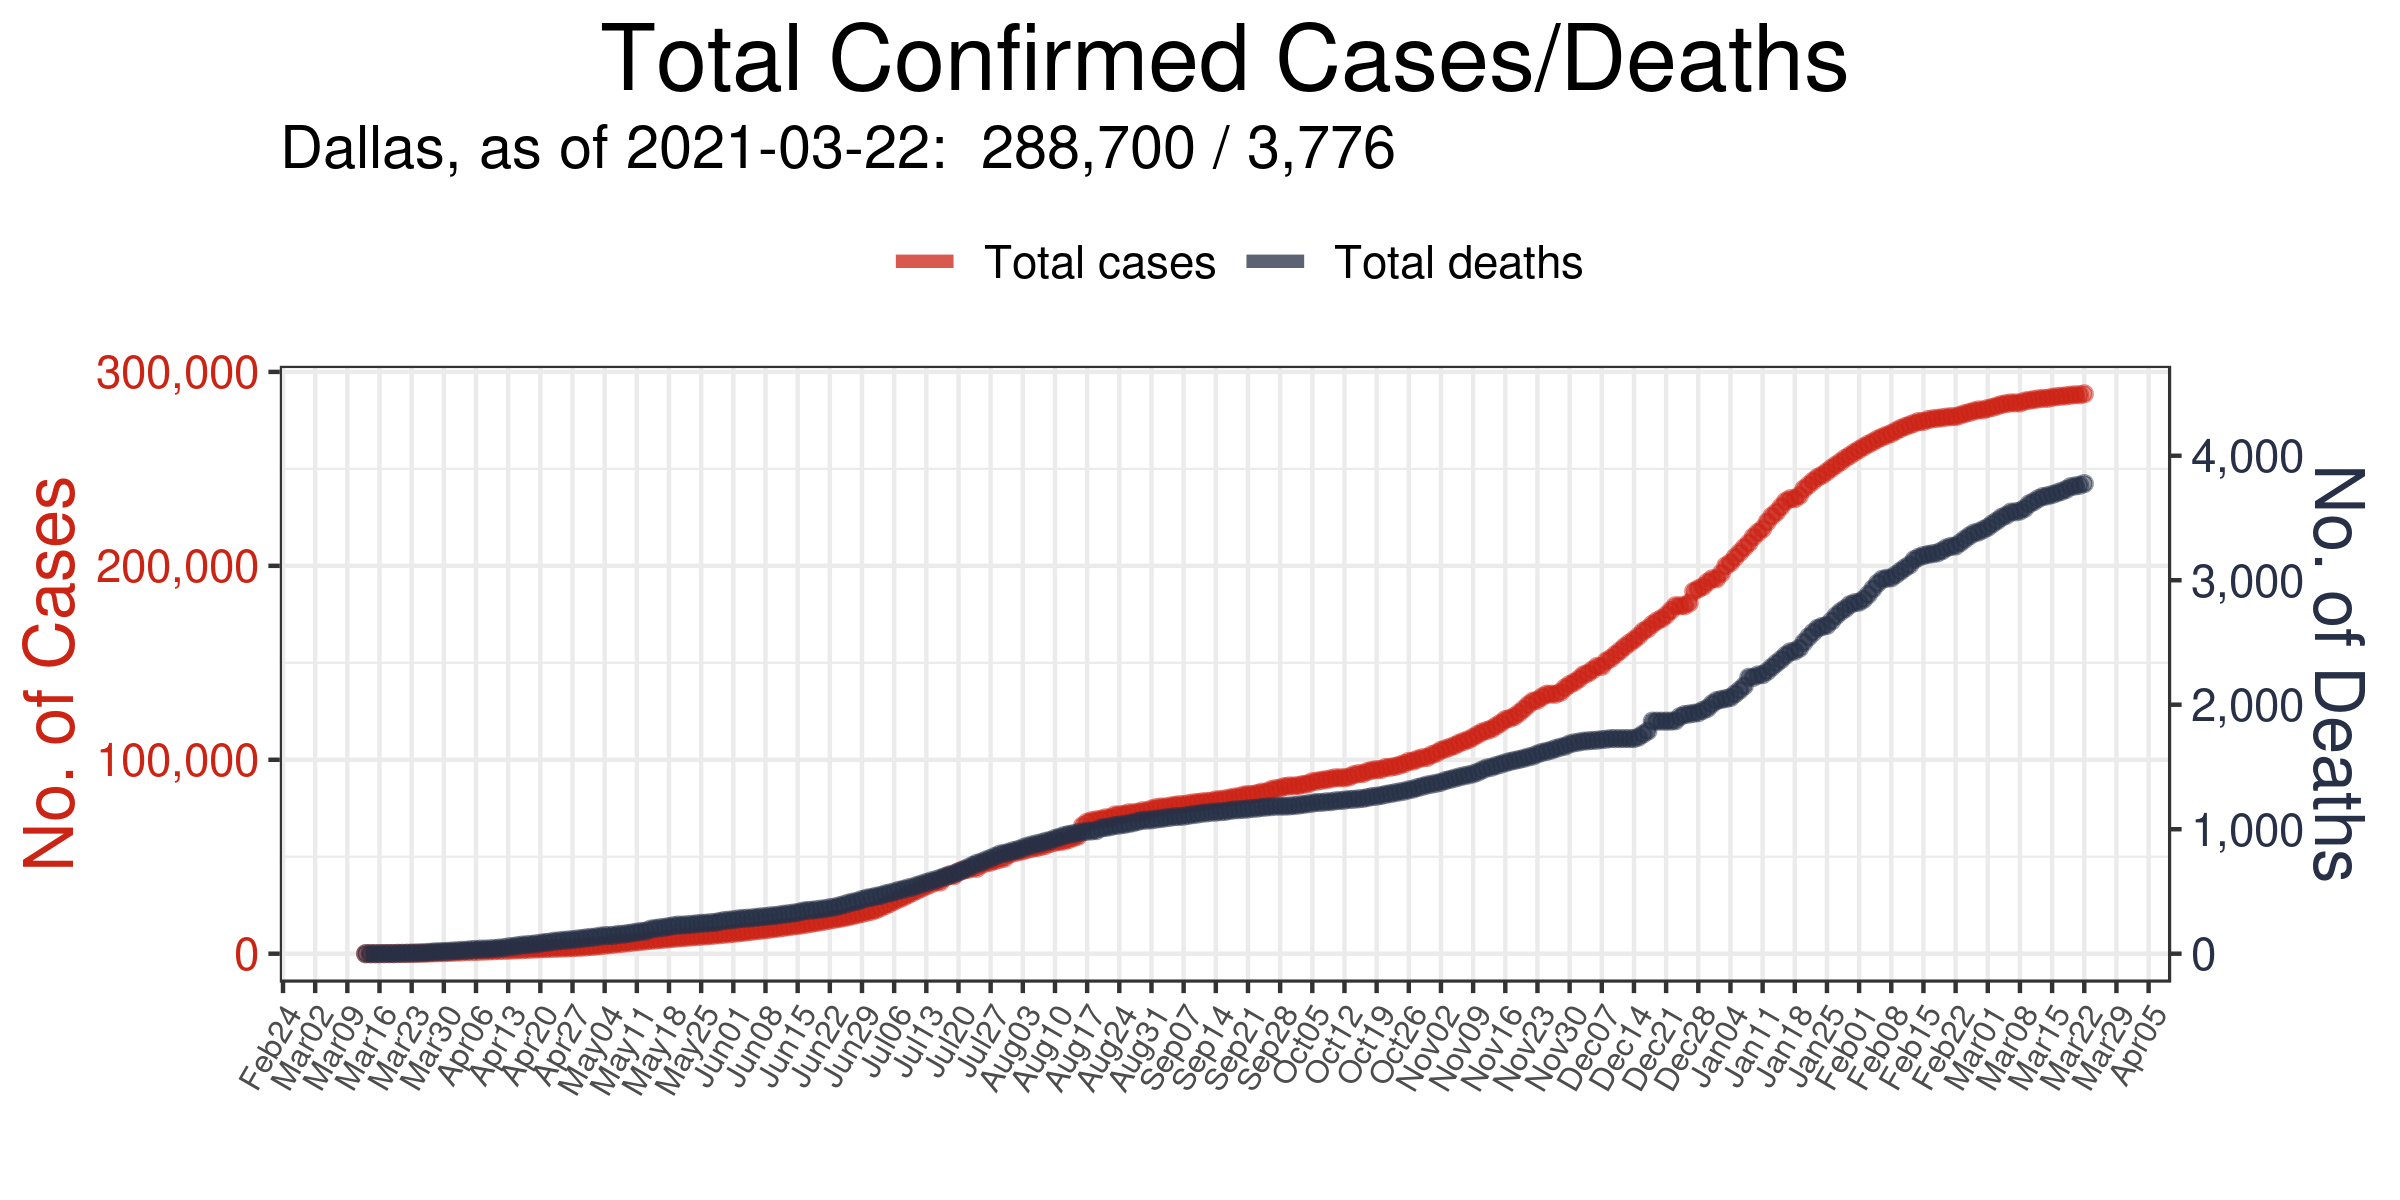 Total Confirmed Cases/Deaths
Dallas, as of 2021-03-22:  288,700 / 3,776
Total cases
Total deaths
No. of Cases
300,000
200,000
100,000
0
4,000
3,000
2,000
1,000
0
No. of Deaths
Feb24
Mar02
Mar09
Mar16
Mar23
Mar30
Apr06
Apr13
Apr20
Apr27
May04
May11
May18
May25
Jun01
Jun08
Jun15
Jun22
Jun29
Jul06
Jul13
Jul20
Jul27
Aug03
Aug10
Aug17
Aug24
Aug31
Sep07
Sep14
Sep21
Sep28
Oct05
Oct12
Oct19
Oct26
Nov02
Nov09
Nov16
Nov23
Nov30
Dec07
Dec14
Dec21
Dec28
Jan04
Jan11
Jan18
Jan25
Feb01
Feb08
Feb15
Feb22
Mar01
Mar08
Mar15
Mar22
Mar29
Apr05